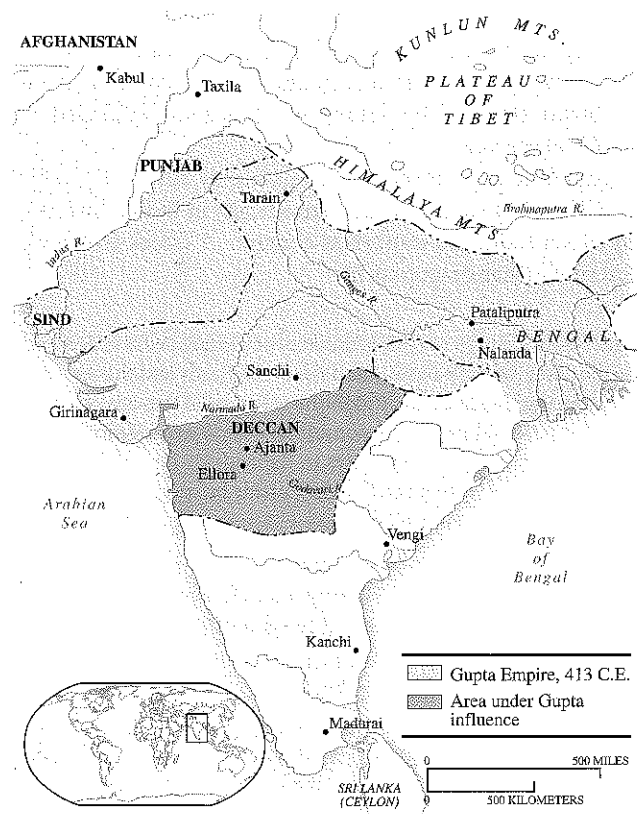 AFGHANISTAN
Kabul
Taxila
KUNLUN MTS.
PLATEAU
OF
TIBET
PUNJAB
Tarain
HIMALAYA MTS.
Brahmaputra R.
Indus R.
Ganges R.
SIND
Pataliputra
BENGAL
Nalanda
Sanchi
Girinagara
Narmada R.
DECCAN
Ajanta
Ellora
Godavari R.
Arabian
Sea
Vengi
Bay
of
Bengal
Kanchi
Gupta Empire, 413 C.E.
Area under Gupta
influence
Madurai
SRI LANKA
(CEYLON)
0 500 MILES
0 500 KILOMETERS